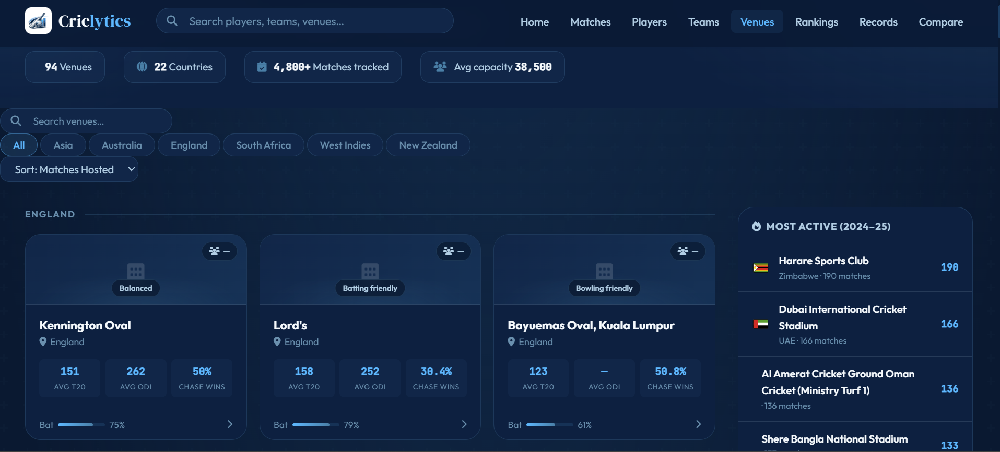 Criclytics
Search players, teams, venues...
Home
Matches
Players
Teams
Venues
Rankings
Records
Compare
94 Venues
22 Countries
4,800+ Matches tracked
Avg capacity 38,500
Search venues...
All
Asia
Australia
England
South Africa
West Indies
New Zealand
Sort: Matches Hosted
ENGLAND
–
Balanced
Kennington Oval
England
151
AVG T20
262
AVG ODI
50%
CHASE WINS
Bat
75%
–
Batting friendly
Lord's
England
158
AVG T20
252
AVG ODI
30.4%
CHASE WINS
Bat
79%
–
Bowling friendly
Bayuemas Oval, Kuala Lumpur
England
123
AVG T20
–
AVG ODI
50.8%
CHASE WINS
Bat
61%
MOST ACTIVE (2024–25)
Harare Sports Club
Zimbabwe · 190 matches
190
Dubai International Cricket
Stadium
UAE · 166 matches
166
Al Amerat Cricket Ground Oman
Cricket (Ministry Turf 1)
· 136 matches
136
Shere Bangla National Stadium
133